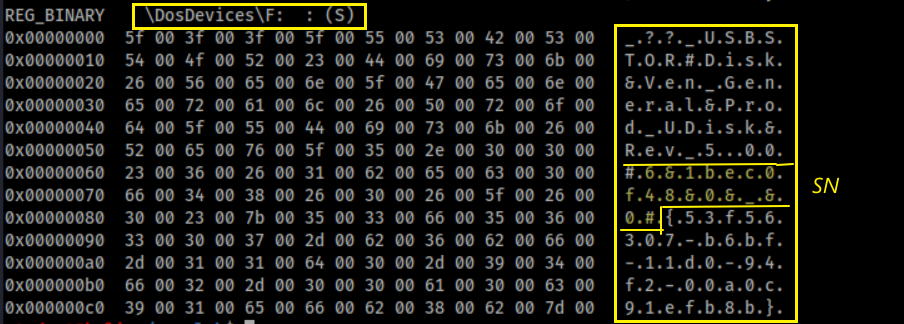 REG_BINARY \DosDevices\F: : (S)
0x00000000 5f 00 3f 00 3f 00 5f 00 55 00 53 00 42 00 53 00 _.?.?._.U.S.B.S.
0x00000010 54 00 4f 00 52 00 23 00 44 00 69 00 73 00 6b 00 T.O.R.#.D.i.s.k.
0x00000020 26 00 56 00 65 00 6e 00 5f 00 47 00 65 00 6e 00 &.V.e.n._.G.e.n.
0x00000030 65 00 72 00 61 00 6c 00 26 00 50 00 72 00 6f 00 e.r.a.l.&.P.r.o.
0x00000040 64 00 5f 00 55 00 44 00 69 00 73 00 6b 00 26 00 d._.U.D.i.s.k.&.
0x00000050 52 00 65 00 76 00 5f 00 35 00 2e 00 30 00 30 00 R.e.v._.5...0.0.
0x00000060 23 00 36 00 26 00 31 00 62 00 65 00 63 00 30 00 #.6.&.1.b.e.c.0.
0x00000070 66 00 34 00 38 00 26 00 30 00 26 00 5f 00 26 00 f.4.8.&.0.&._.&.
SN
0x00000080 30 00 23 00 7b 00 35 00 33 00 66 00 35 00 36 00 0.#.{.5.3.f.5.6.
0x00000090 33 00 30 00 37 00 2d 00 62 00 36 00 62 00 66 00 3.0.7.-.b.6.b.f.
0x000000a0 2d 00 31 00 31 00 64 00 30 00 2d 00 39 00 34 00 -.1.1.d.0.-.9.4.
0x000000b0 66 00 32 00 2d 00 30 00 30 00 61 00 30 00 63 00 f.2.-.0.0.a.0.c.
0x000000c0 39 00 31 00 65 00 66 00 62 00 38 00 62 00 7d 00 9.1.e.f.b.8.b.}.